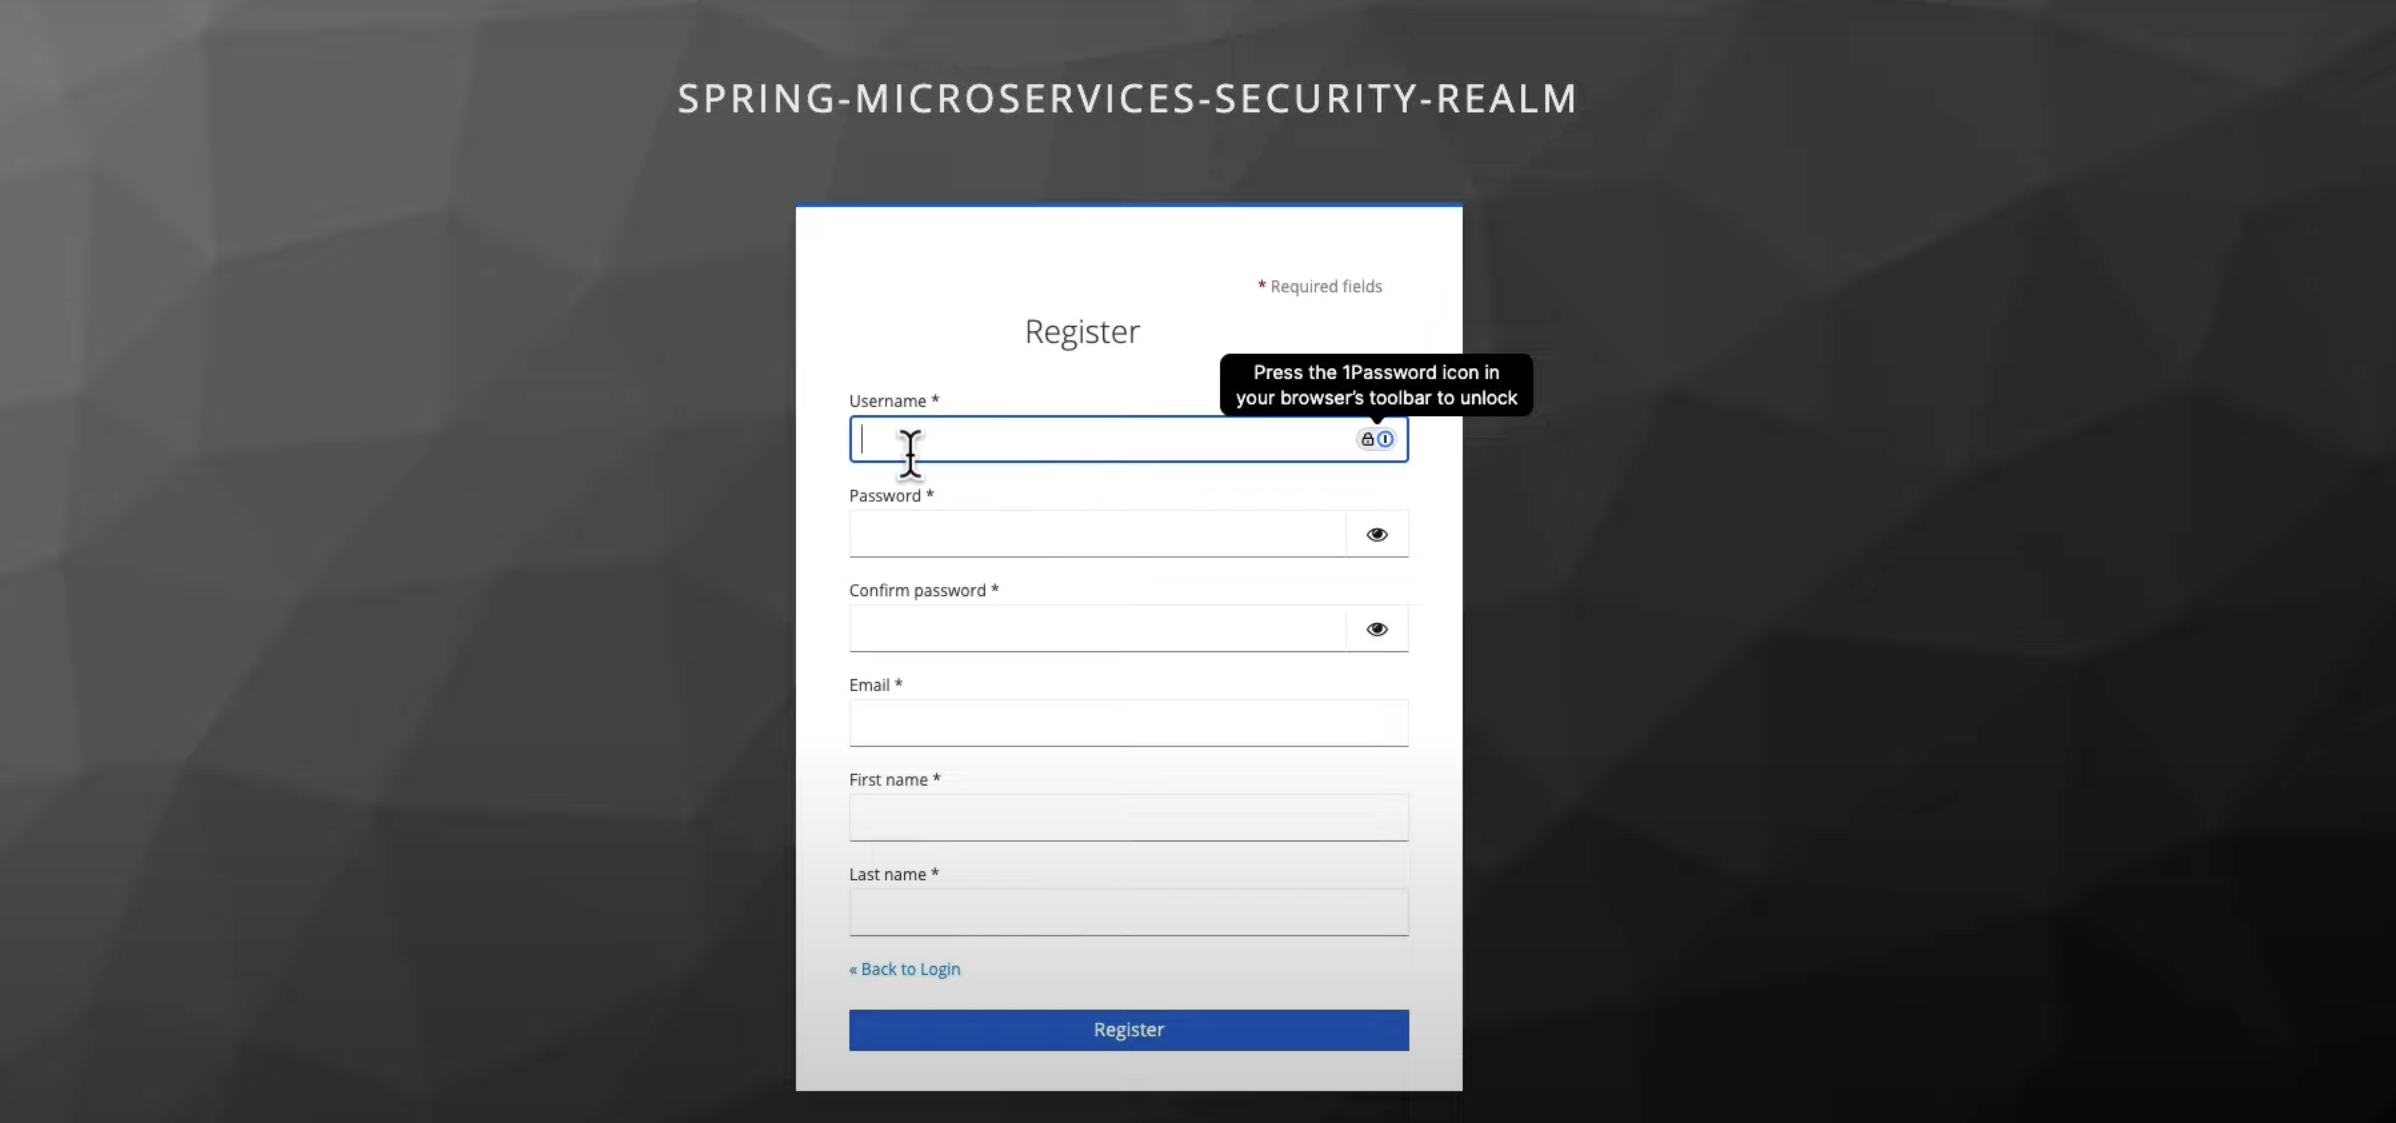 SPRING-MICROSERVICES-SECURITY-REALM
* Required fields
Register
Press the 1Password icon in
your browser's toolbar to unlock
Username *
Password *
Confirm password *
Email *
First name *
Last name *
« Back to Login
Register